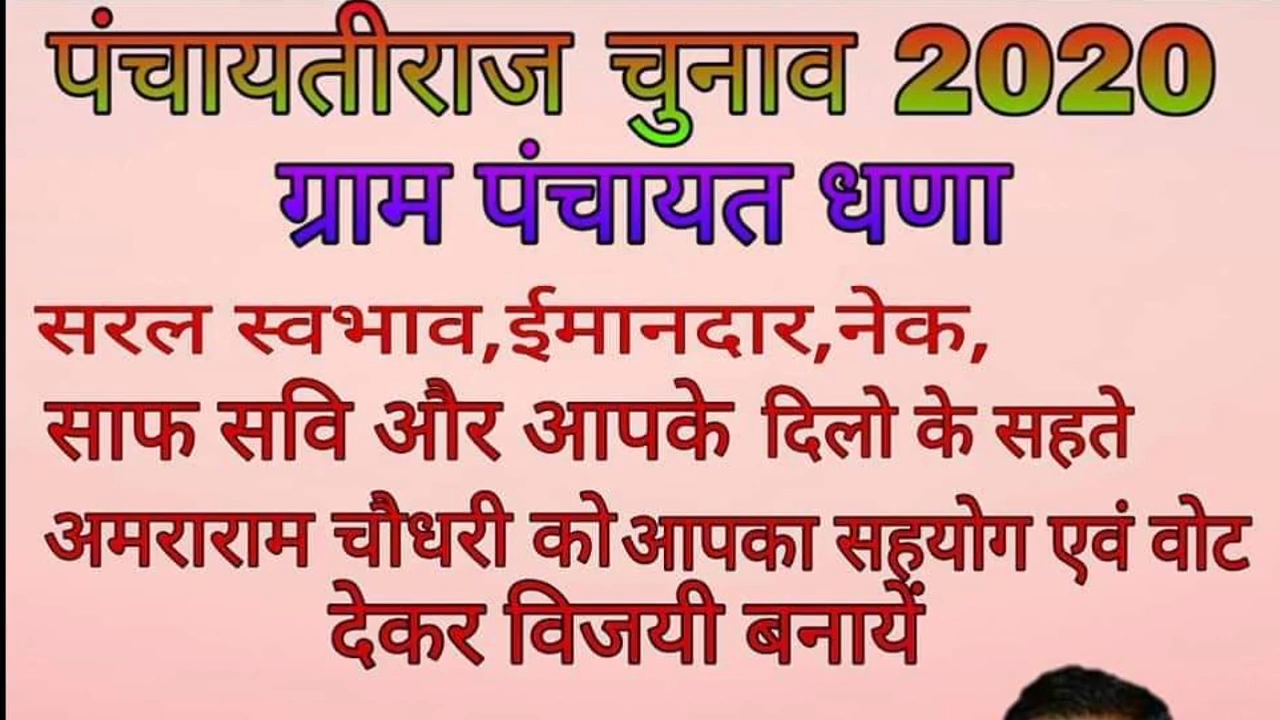 पंचायतीराज चुनाव 2020
ग्राम पंचायत धणा
सरल स्वभाव,ईमानदार,नेक,
साफ सवि और आपके दिलो के सहते
अमराराम चौधरी को आपका सहयोग एवं वोट
देकर विजयी बनायें